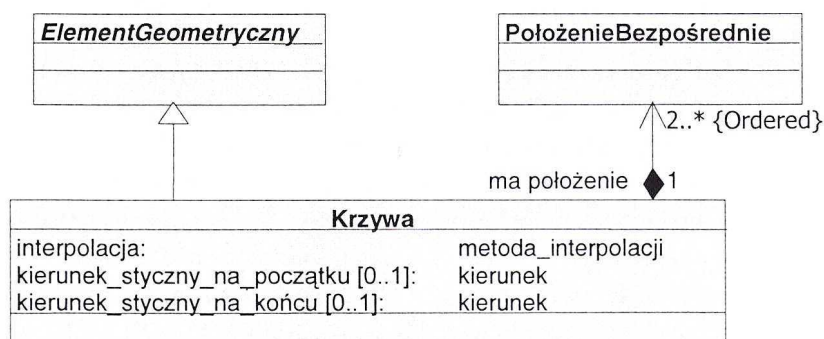 ElementGeometryczny
PołożenieBezpośrednie
2..* {Ordered}
ma położenie 1
Krzywa
interpolacja: metoda_interpolacji
kierunek_styczny_na_początku [0..1]: kierunek
kierunek_styczny_na_końcu [0..1]: kierunek